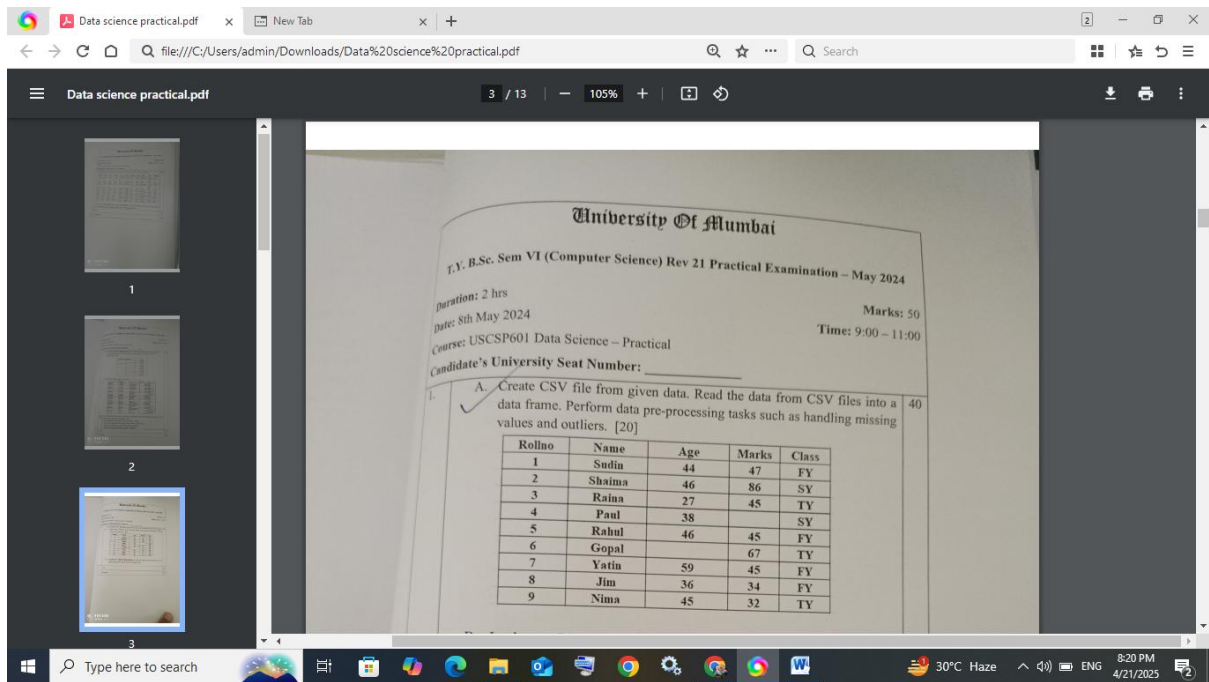 Data science practical.pdf
New Tab
2
file:///C:/Users/admin/Downloads/Data%20science%20practical.pdf
Search
Data science practical.pdf
3 / 13
105%
1
2
3
University Of Mumbai
T.Y. B.Sc. Sem VI (Computer Science) Rev 21 Practical Examination – May 2024
Duration: 2 hrs
Marks: 50
Date: 8th May 2024
Time: 9:00 – 11:00
Course: USCSP601 Data Science – Practical
Candidate's University Seat Number:
1. A. Create CSV file from given data. Read the data from CSV files into a 40
data frame. Perform data pre-processing tasks such as handling missing
values and outliers. [20]
Rollno Name Age Marks Class
1 Sudin 44 47 FY
2 Shaima 46 86 SY
3 Raina 27 45 TY
4 Paul 38 SY
5 Rahul 46 45 FY
6 Gopal 67 TY
7 Yatin 59 45 FY
8 Jim 36 34 FY
9 Nima 45 32 TY
Type here to search
30°C Haze
ENG
8:20 PM
4/21/2025
2